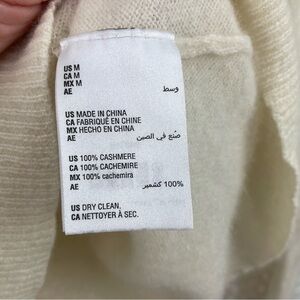 US M
CA M
MX M
AE وسط
US MADE IN CHINA
CA FABRIQUÉ EN CHINE
MX HECHO EN CHINA
AE صنع في الصين
US 100% CASHMERE
CA 100% CACHEMIRE
MX 100% cachemira
AE 100% كشمير
US DRY CLEAN.
CA NETTOYER À SEC.